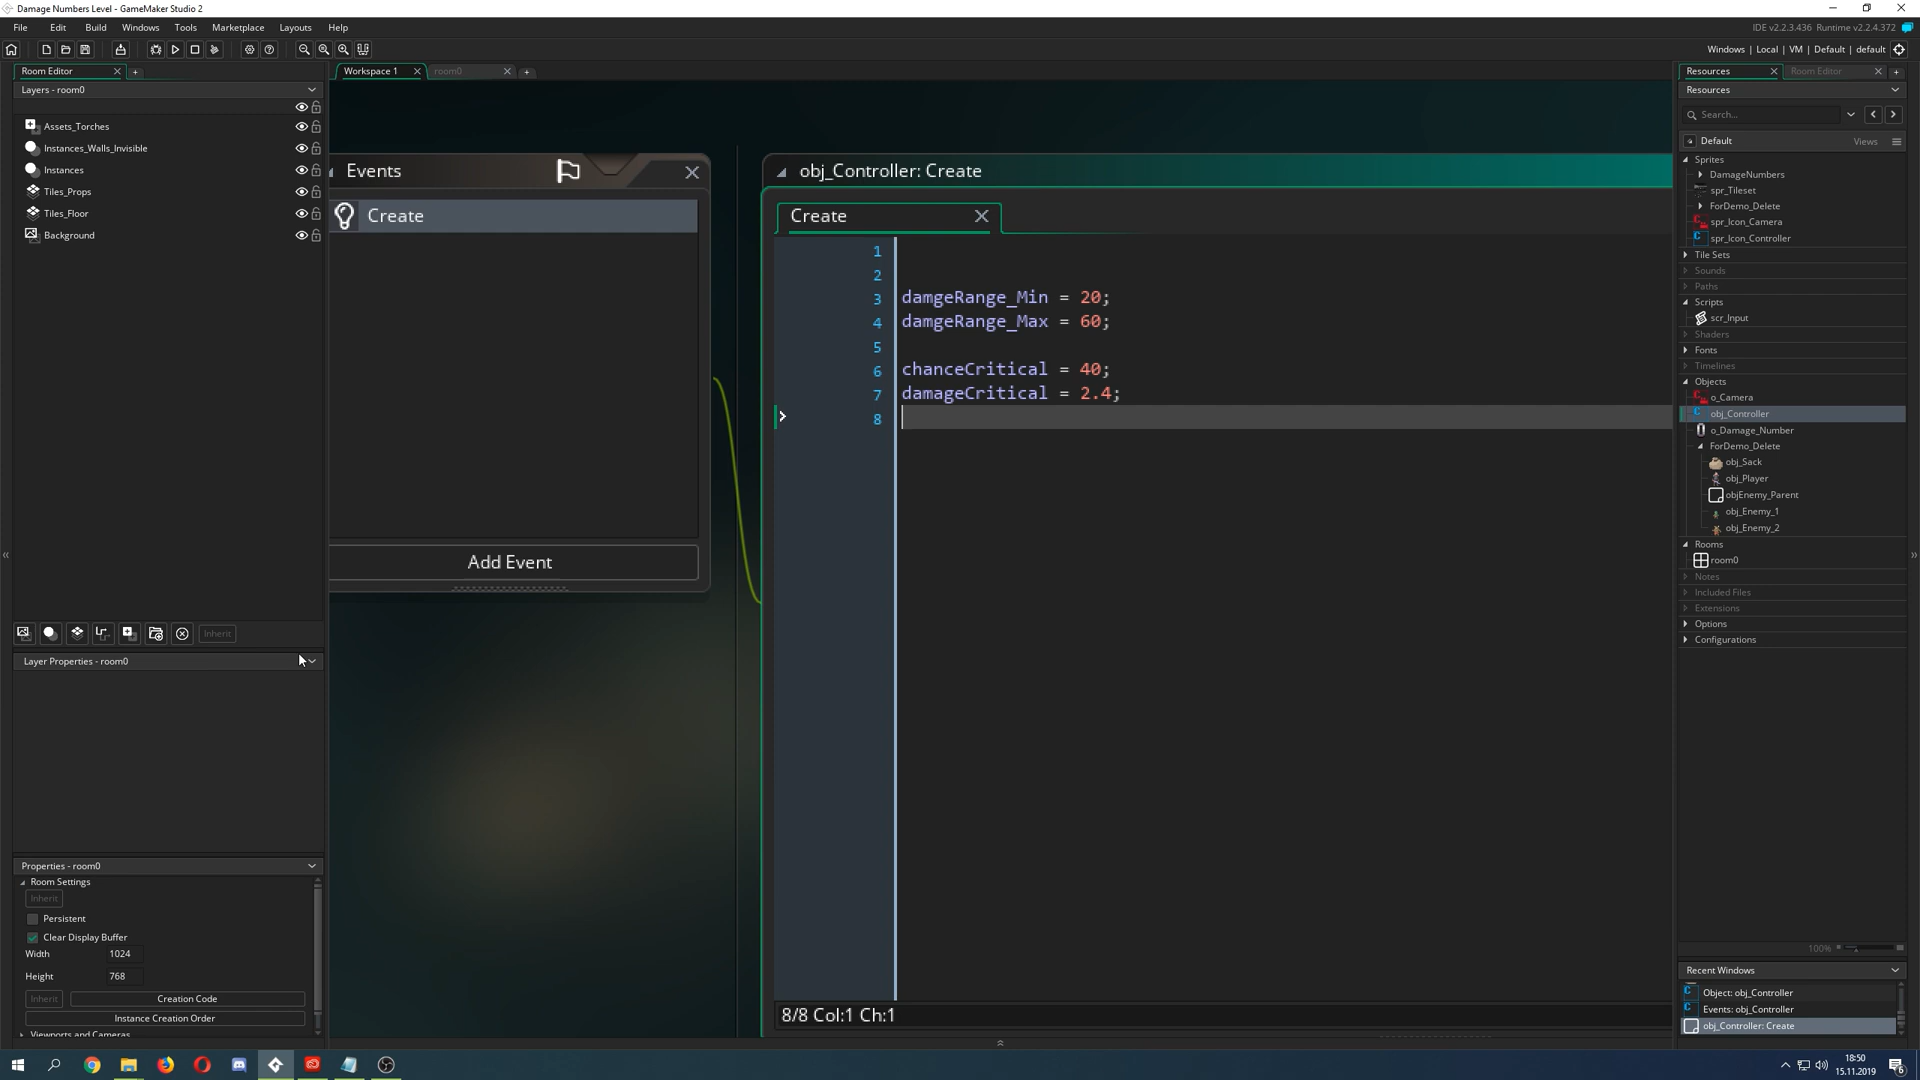 Damage Numbers Level - GameMaker Studio 2
File Edit Build Windows Tools Marketplace Layouts Help
IDE v2.2.3.436 Runtime v2.2.4.372
Windows | Local | VM | Default | default
Room Editor
Layers - room0
Assets_Torches
Instances_Walls_Invisible
Instances
Tiles_Props
Tiles_Floor
Background
Inherit
Layer Properties - room0
Properties - room0
Room Settings
Inherit
Persistent
Clear Display Buffer
Width 1024
Height 768
Inherit Creation Code
Instance Creation Order
Viewports and Cameras
Workspace 1 room0
Events
Create
Add Event
obj_Controller: Create
Create
1
2
3 damgeRange_Min = 20;
4 damgeRange_Max = 60;
5
6 chanceCritical = 40;
7 damageCritical = 2.4;
8
8/8 Col:1 Ch:1
Resources Room Editor
Resources
Search...
Default Views
Sprites
DamageNumbers
spr_Tileset
ForDemo_Delete
spr_Icon_Camera
spr_Icon_Controller
Tile Sets
Sounds
Paths
Scripts
scr_Input
Shaders
Fonts
Timelines
Objects
o_Camera
obj_Controller
o_Damage_Number
ForDemo_Delete
obj_Sack
obj_Player
objEnemy_Parent
obj_Enemy_1
obj_Enemy_2
Rooms
room0
Notes
Included Files
Extensions
Options
Configurations
100%
Recent Windows
Object: obj_Controller
Events: obj_Controller
obj_Controller: Create
18:50
15.11.2019
6